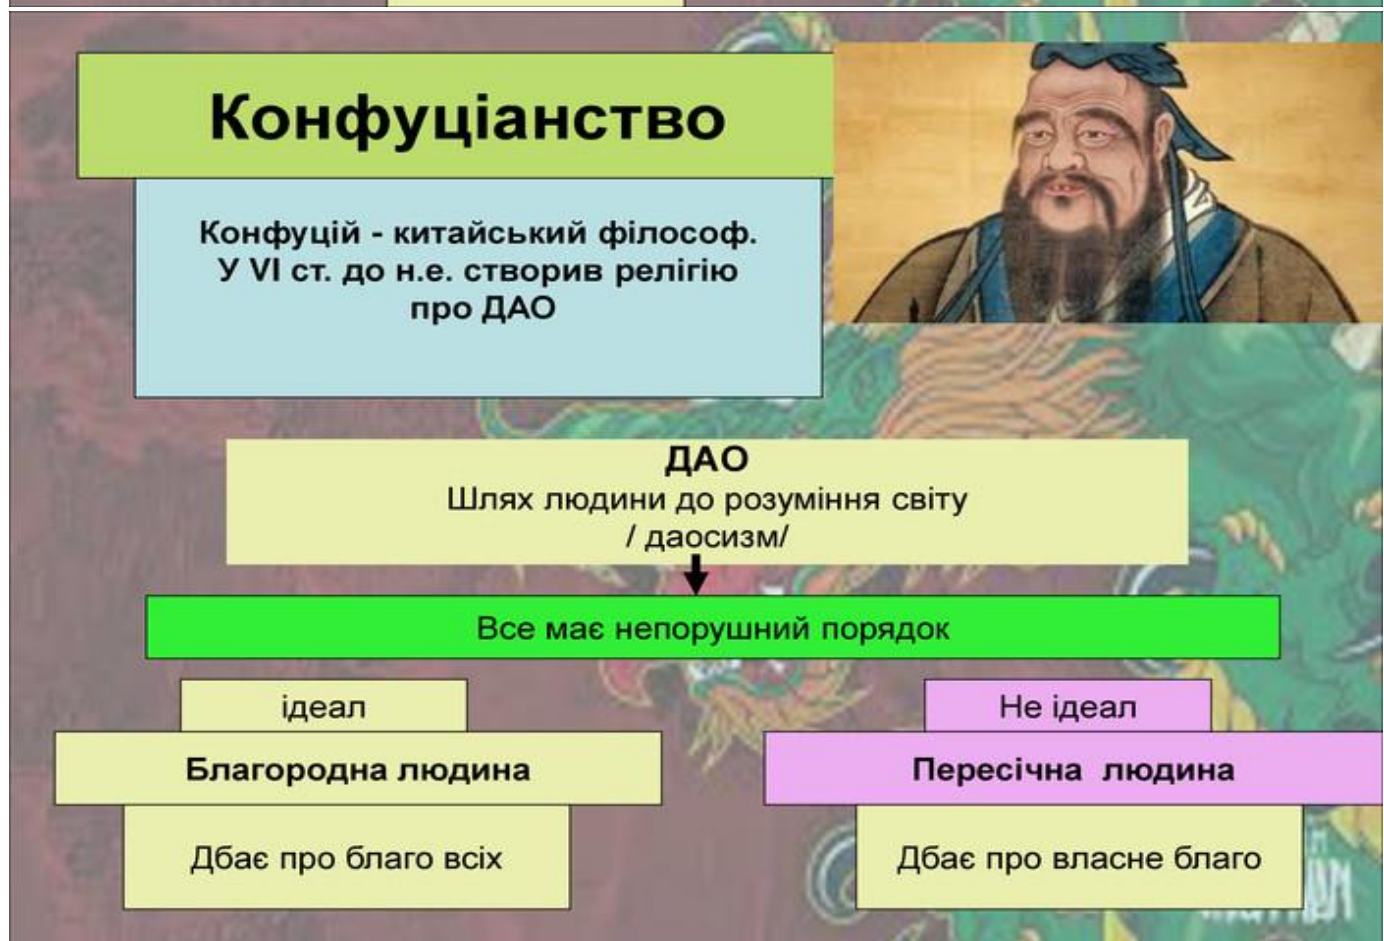 Конфуціанство
Конфуцій - китайський філософ.
У VI ст. до н.е. створив релігію
про ДАО
ДАО
Шлях людини до розуміння світу
/ даосизм/
Все має непорушний порядок
ідеал
Не ідеал
Благородна людина
Пересічна людина
Дбає про благо всіх
Дбає про власне благо